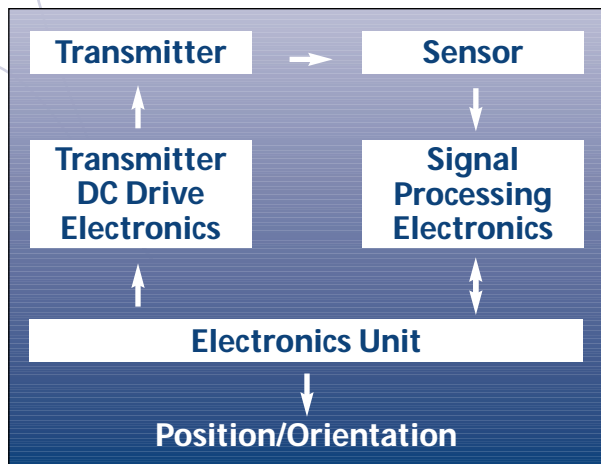 Transmitter
Sensor
Transmitter
DC Drive
Electronics
Signal
Processing
Electronics
Electronics Unit
Position/Orientation